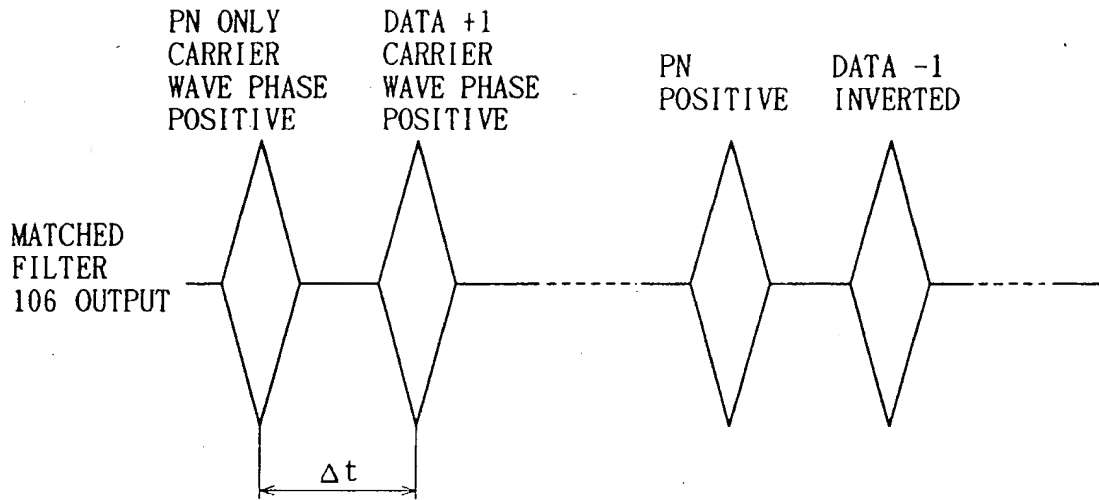 PN ONLY
CARRIER
WAVE PHASE
POSITIVE
DATA +1
CARRIER
WAVE PHASE
POSITIVE
PN
POSITIVE
DATA -1
INVERTED
MATCHED
FILTER
106 OUTPUT
Δt